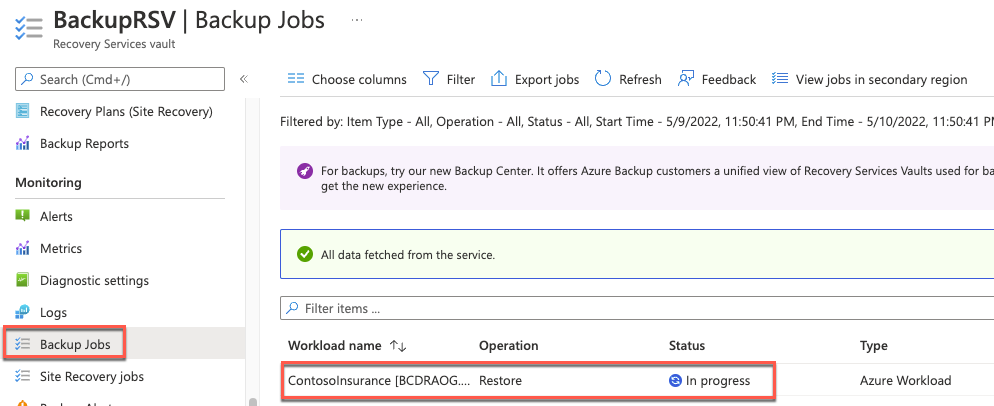 BackupRSV | Backup Jobs ...
Recovery Services vault
Search (Cmd+/) «
Recovery Plans (Site Recovery)
Backup Reports
Monitoring
Alerts
Metrics
Diagnostic settings
Logs
Backup Jobs
Site Recovery jobs
Choose columns Filter Export jobs Refresh Feedback View jobs in secondary region
Filtered by: Item Type - All, Operation - All, Status - All, Start Time - 5/9/2022, 11:50:41 PM, End Time - 5/10/2022, 11:50:41 PM
For backups, try our new Backup Center. It offers Azure Backup customers a unified view of Recovery Services Vaults used for ba
get the new experience.
All data fetched from the service.
Filter items ...
Workload name ↑↓ Operation Status Type
ContosoInsurance [BCDRAOG.... Restore In progress Azure Workload